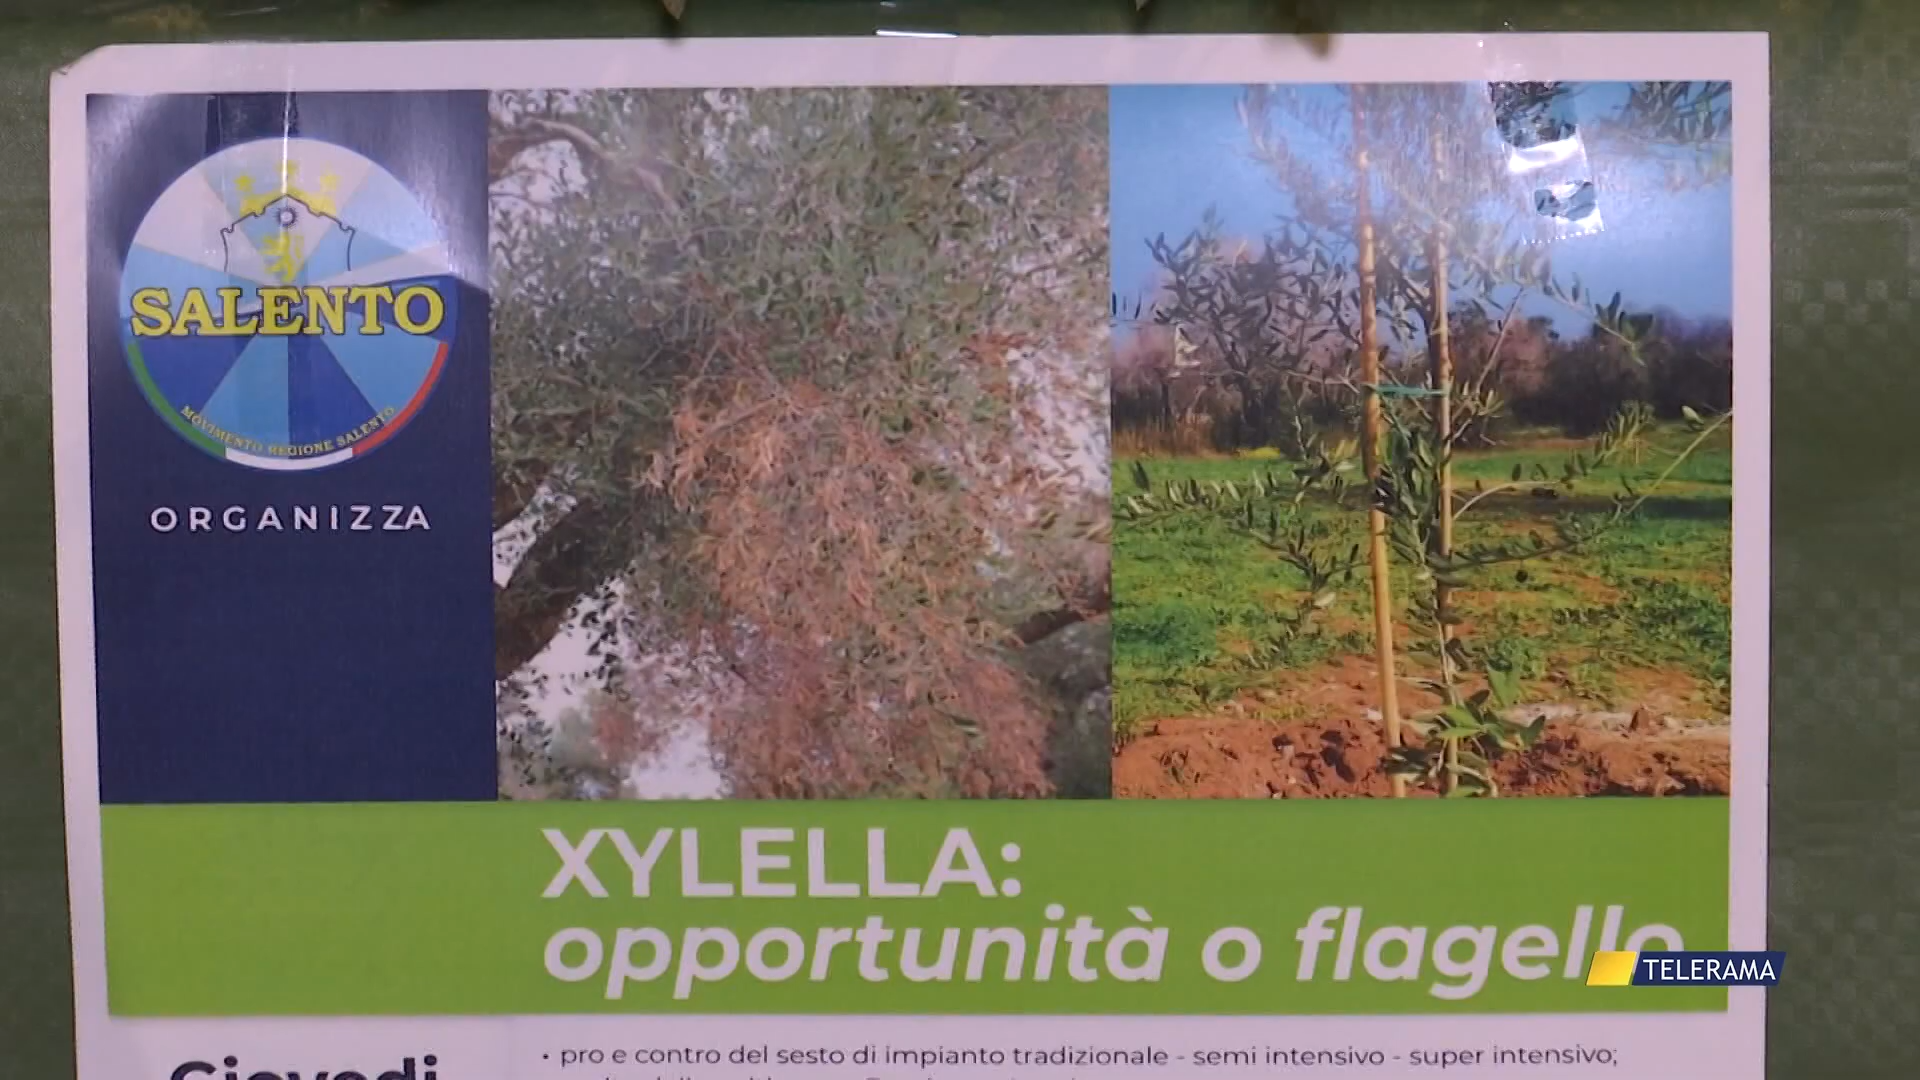 SALENTO
MOVIMENTO REGIONE SALENTO
ORGANIZZA
XYLELLA:
opportunità o flagello
TELERAMA
Giovedì
• pro e contro del sesto di impianto tradizionale - semi intensivo - super intensivo;